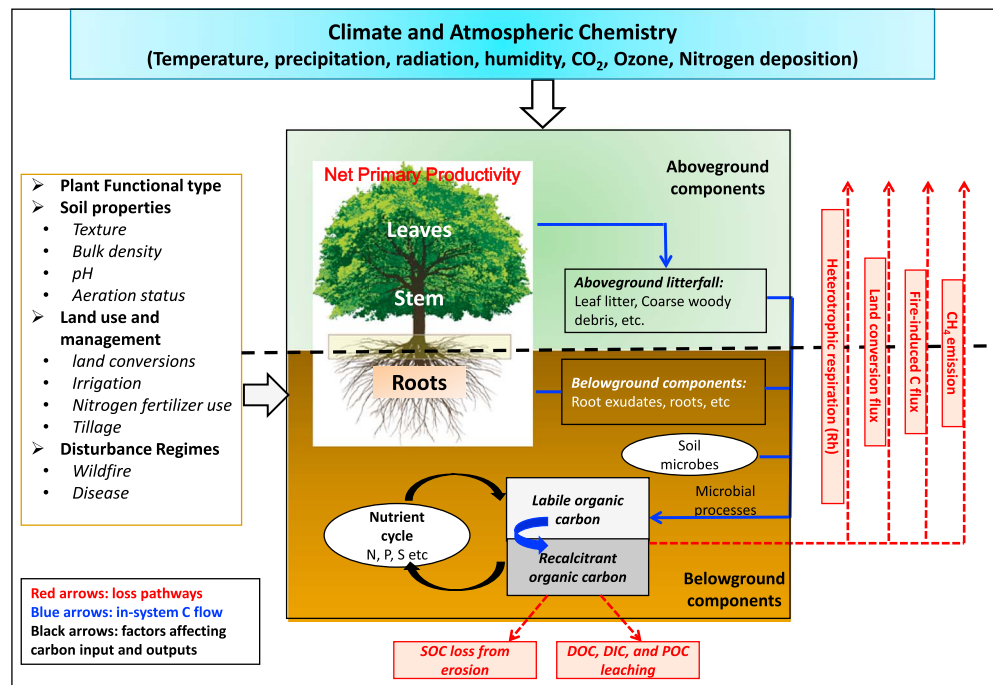 Climate and Atmospheric Chemistry
(Temperature, precipitation, radiation, humidity, CO₂, Ozone, Nitrogen deposition)
➢ Plant Functional type
➢ Soil properties
• Texture
• Bulk density
• pH
• Aeration status
➢ Land use and
management
• land conversions
• Irrigation
• Nitrogen fertilizer use
• Tillage
➢ Disturbance Regimes
• Wildfire
• Disease
Net Primary Productivity
Leaves
Stem
Roots
Aboveground
components
Aboveground litterfall:
Leaf litter, Coarse woody
debris, etc.
Belowground components:
Root exudates, roots, etc
Soil
microbes
Microbial
processes
Nutrient
cycle
N, P, S etc
Labile organic
carbon
Recalcitrant
organic carbon
Belowground
components
Heterotrophic respiration (Rh)
Land conversion flux
Fire-induced C flux
CH₄ emission
SOC loss from
erosion
DOC, DIC, and POC
leaching
Red arrows: loss pathways
Blue arrows: in-system C flow
Black arrows: factors affecting
carbon input and outputs